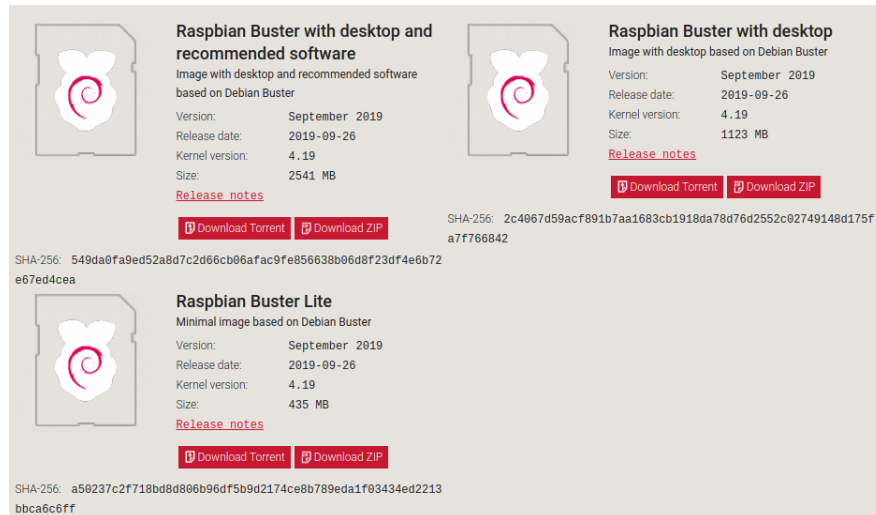 Raspbian Buster with desktop and
recommended software
Image with desktop and recommended software
based on Debian Buster
Version: September 2019
Release date: 2019-09-26
Kernel version: 4.19
Size: 2541 MB
Release notes
Download Torrent Download ZIP
SHA-256: 549da0fa9ed52a8d7c2d66cb06afac9fe856638b06d8f23df4e6b72
e67ed4cea
Raspbian Buster with desktop
Image with desktop based on Debian Buster
Version: September 2019
Release date: 2019-09-26
Kernel version: 4.19
Size: 1123 MB
Release notes
Download Torrent Download ZIP
SHA-256: 2c4067d59acf891b7aa1683cb1918da78d76d2552c02749148d175f
a7f766842
Raspbian Buster Lite
Minimal image based on Debian Buster
Version: September 2019
Release date: 2019-09-26
Kernel version: 4.19
Size: 435 MB
Release notes
Download Torrent Download ZIP
SHA-256: a50237c2f718bd8d806b96df5b9d2174ce8b789eda1f03434ed2213
bbca6c6ff